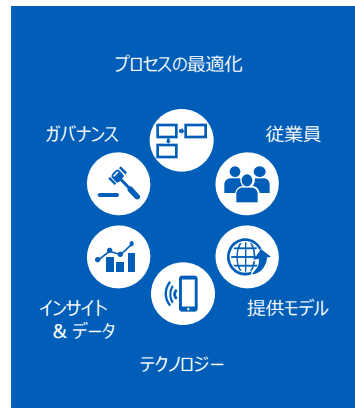 プロセスの最適化
ガバナンス
従業員
インサイト
& データ
提供モデル
テクノロジー